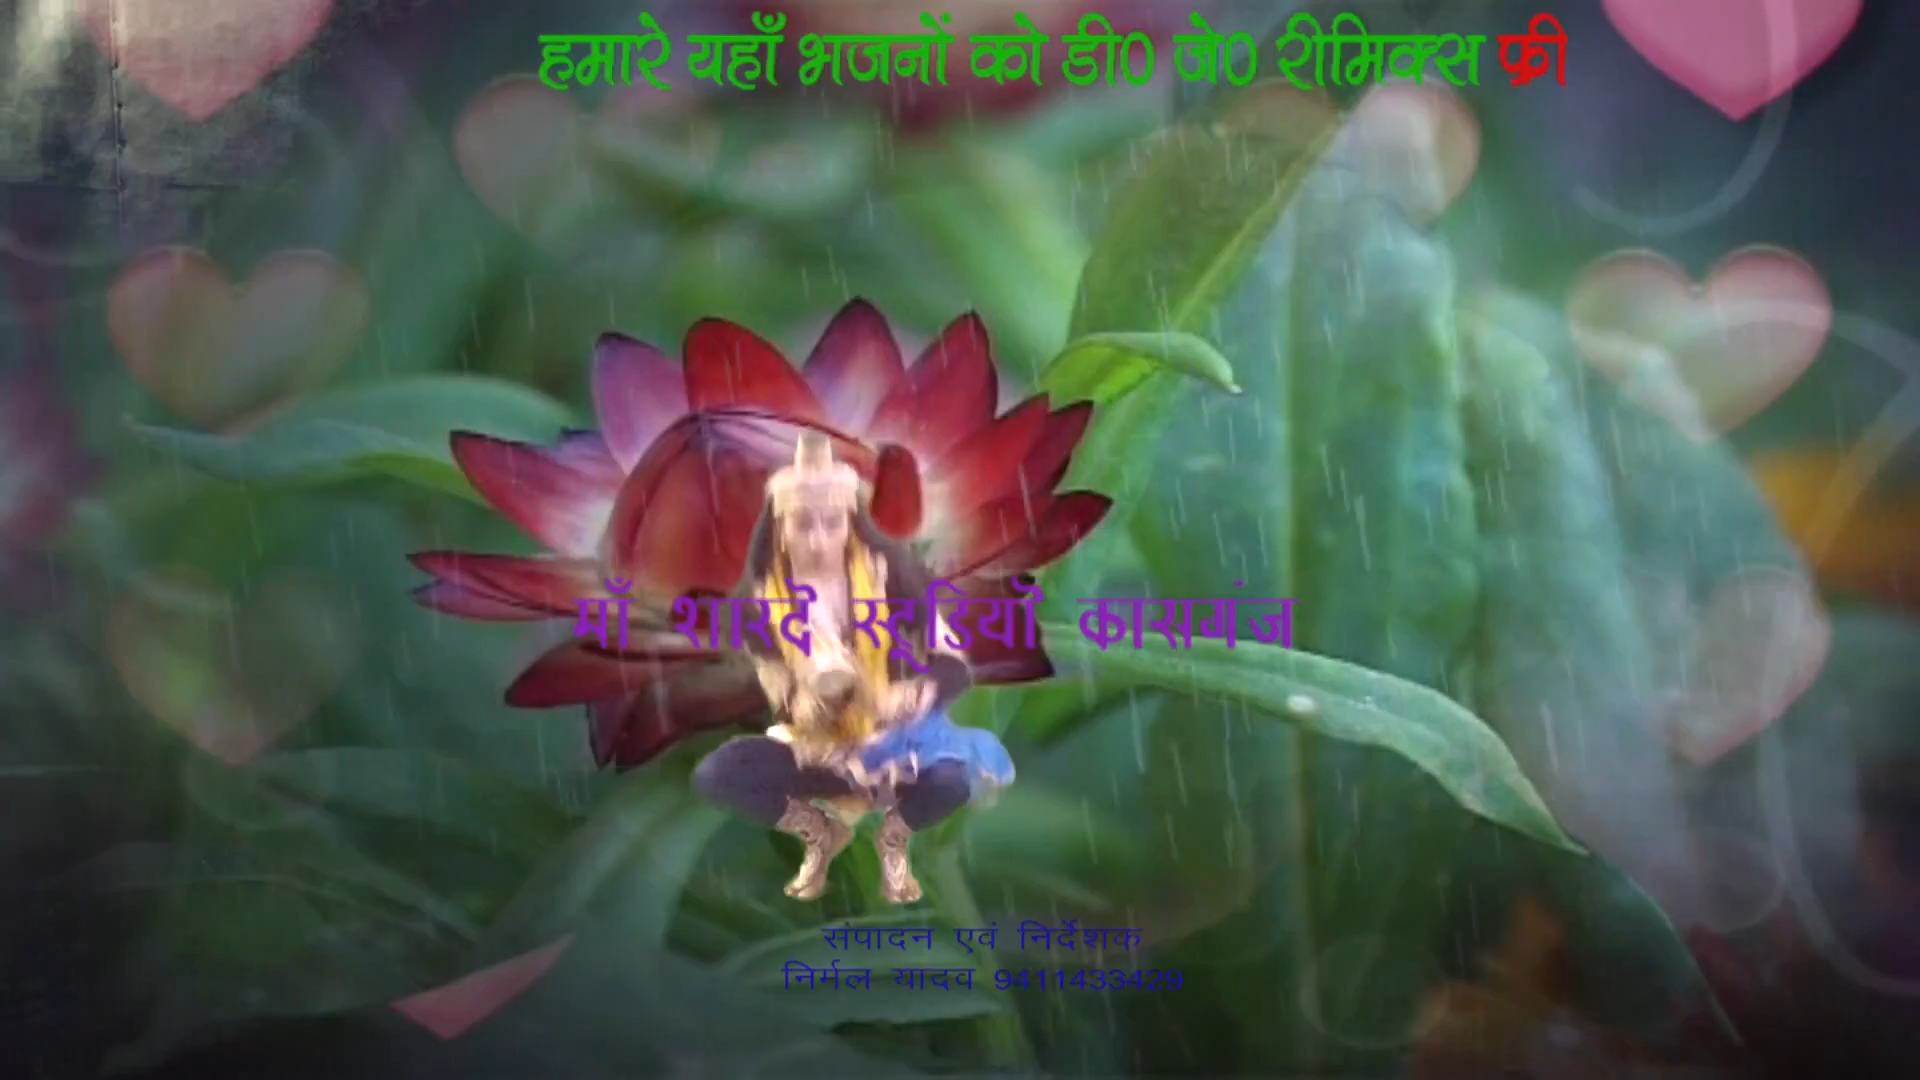 हमारे यहाँ भजनों को डी0 जे0 रीमिक्स फ्री
माँ शारदे स्टूडियो कासगंज
संपादन एवं निर्देशक
निर्मल यादव 9411433429